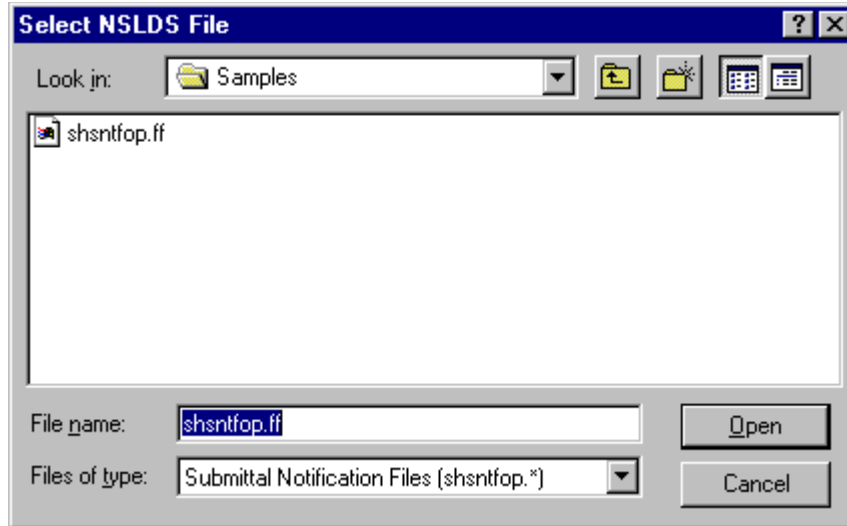 Select NSLDS File
Look in: Samples
shsntfop.ff
File name: shsntfop.ff Open
Files of type: Submittal Notification Files (shsntfop.*) Cancel